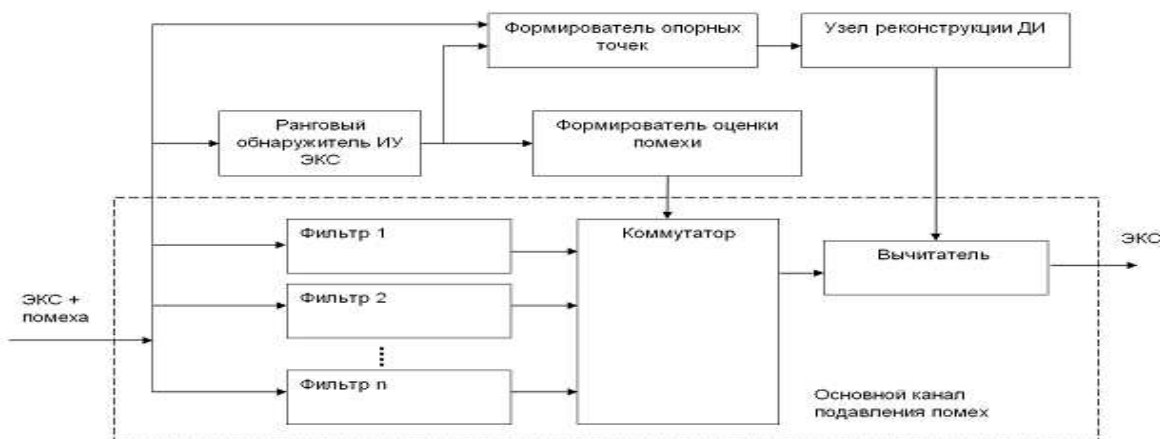 Формирователь опорных
точек
Узел реконструкции ДИ
Ранговый
обнаружитель ИУ
ЭКС
Формирователь оценки
помехи
Фильтр 1
Коммутатор
Вычитатель
ЭКС
Фильтр 2
ЭКС +
помеха
Фильтр n
Основной канал
подавления помех